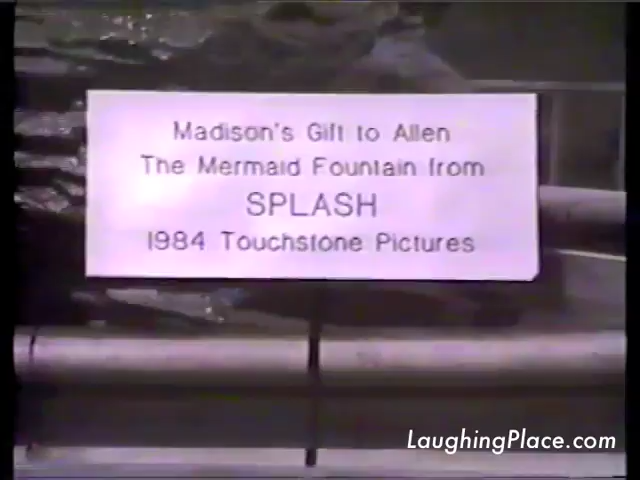 Madison's Gift to Allen
The Mermaid Fountain from
SPLASH
1984 Touchstone Pictures
LaughingPlace.com